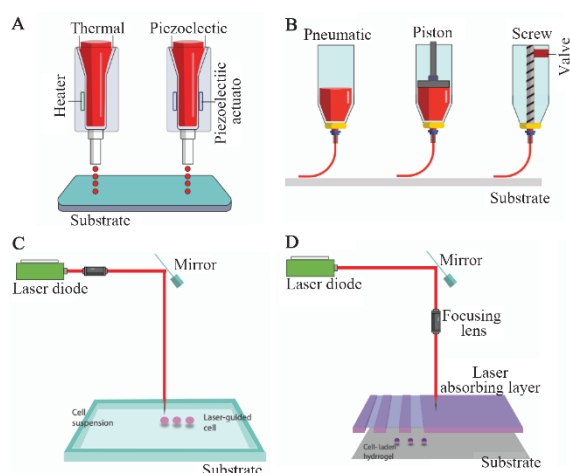 A
Thermal Piezoelectic
Heater
Piezoelectiic
actuato
Substrate
B
Pneumatic Piston Screw
Valve
Substrate
C
Mirror
Laser diode
Cell
suspension
Laser-guided
cell
Substrate
D
Mirror
Laser diode
Focusing
lens
Laser
absorbing layer
Cell-laden
hydrogel
Substrate